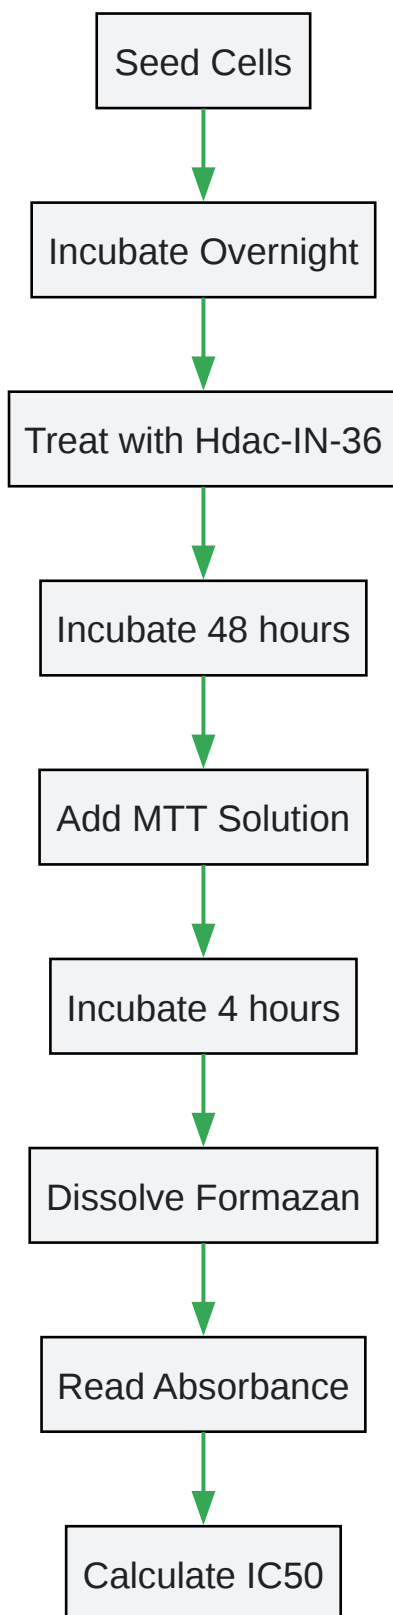 Seed Cells
Incubate Overnight
Treat with Hdac-IN-36
Incubate 48 hours
Add MTT Solution
Incubate 4 hours
Dissolve Formazan
Read Absorbance
Calculate IC50